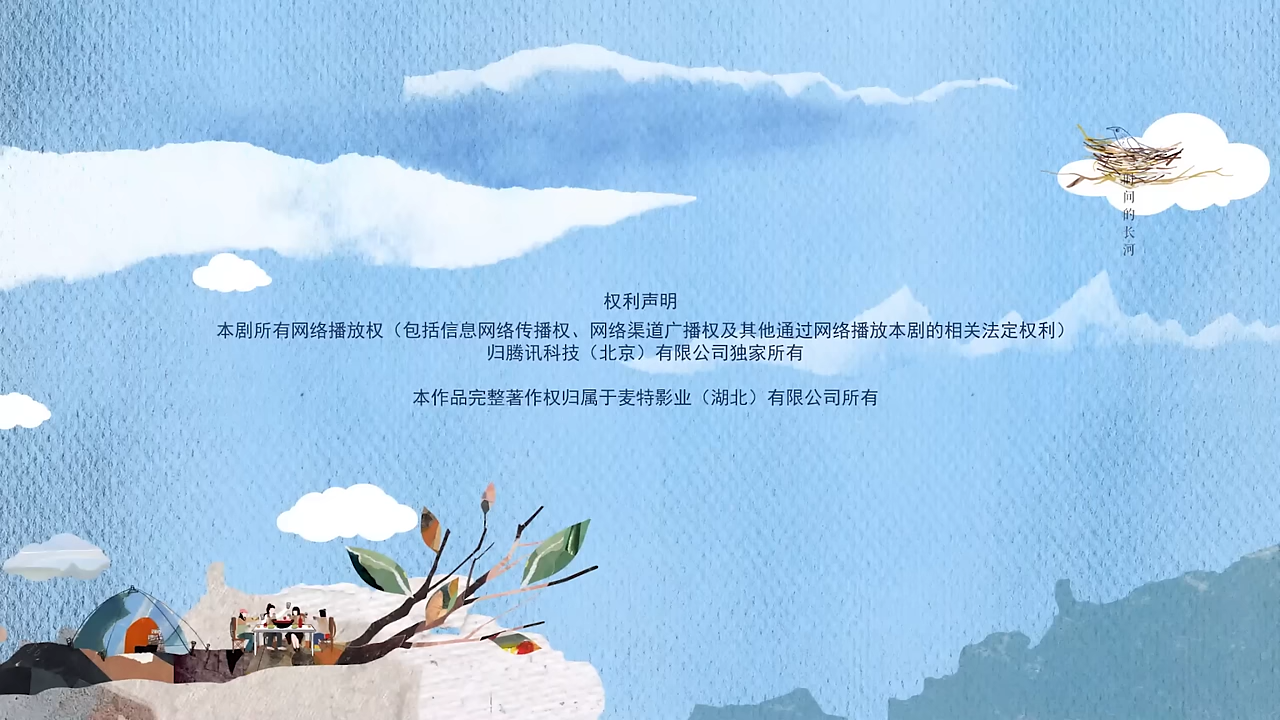 权利声明
本剧所有网络播放权（包括信息网络传播权、网络渠道广播权及其他通过网络播放本剧的相关法定权利）
归腾讯科技（北京）有限公司独家所有
本作品完整著作权归属于麦特影业（湖北）有限公司所有
间的长河